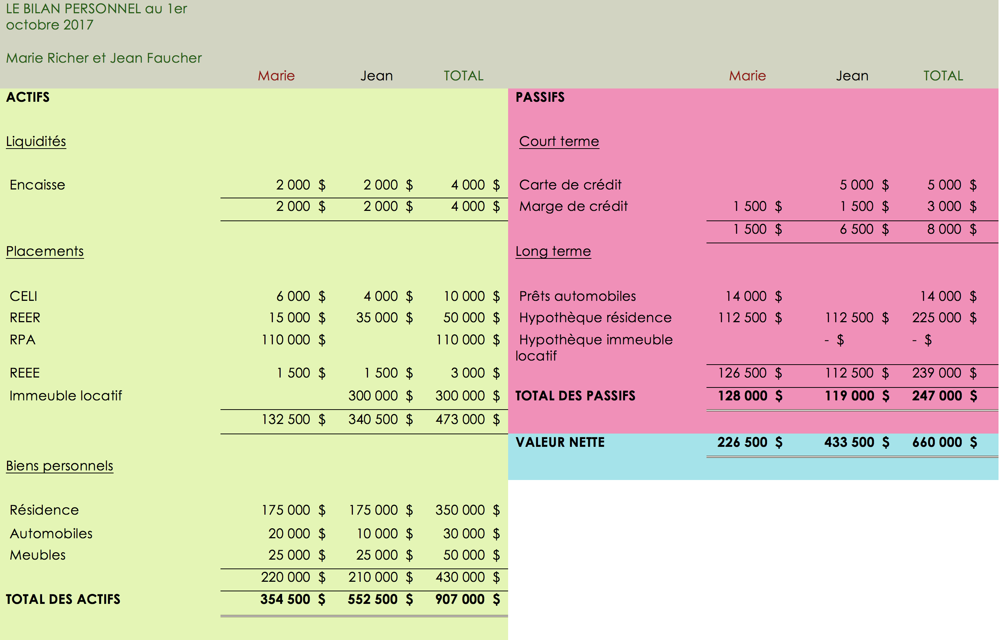 LE BILAN PERSONNEL au 1er
octobre 2017
Marie Richer et Jean Faucher
Marie Jean TOTAL Marie Jean TOTAL
ACTIFS PASSIFS
Liquidités Court terme
Encaisse 2 000 $ 2 000 $ 4 000 $ Carte de crédit 5 000 $ 5 000 $
2 000 $ 2 000 $ 4 000 $ Marge de crédit 1 500 $ 1 500 $ 3 000 $
1 500 $ 6 500 $ 8 000 $
Placements Long terme
CELI 6 000 $ 4 000 $ 10 000 $ Prêts automobiles 14 000 $ 14 000 $
REER 15 000 $ 35 000 $ 50 000 $ Hypothèque résidence 112 500 $ 112 500 $ 225 000 $
RPA 110 000 $ 110 000 $ Hypothèque immeuble - $ - $
locatif
REEE 1 500 $ 1 500 $ 3 000 $ 126 500 $ 112 500 $ 239 000 $
Immeuble locatif 300 000 $ 300 000 $ TOTAL DES PASSIFS 128 000 $ 119 000 $ 247 000 $
132 500 $ 340 500 $ 473 000 $
VALEUR NETTE 226 500 $ 433 500 $ 660 000 $
Biens personnels
Résidence 175 000 $ 175 000 $ 350 000 $
Automobiles 20 000 $ 10 000 $ 30 000 $
Meubles 25 000 $ 25 000 $ 50 000 $
220 000 $ 210 000 $ 430 000 $
TOTAL DES ACTIFS 354 500 $ 552 500 $ 907 000 $